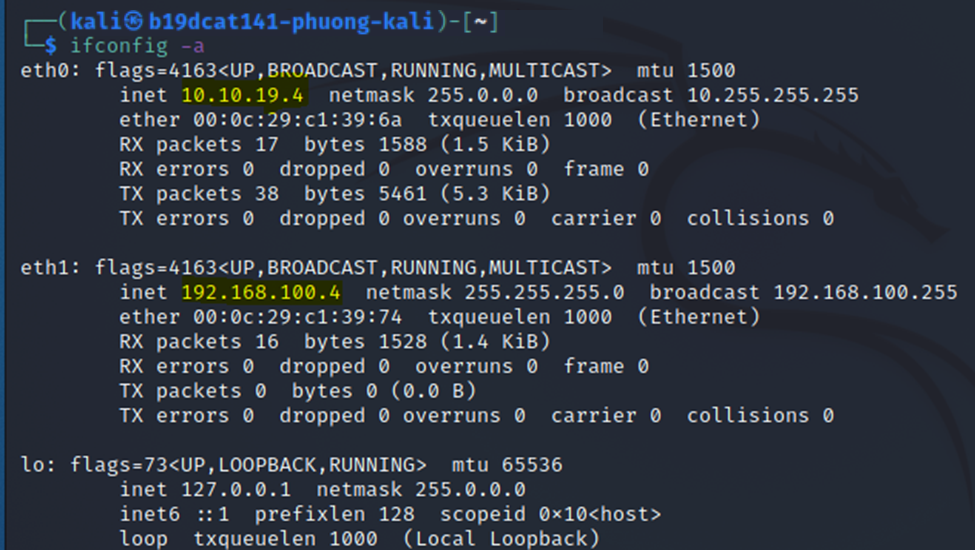 ┌──(kali㉿b19dcat141-phuong-kali)-[~]
└─$ ifconfig -a
eth0: flags=4163<UP,BROADCAST,RUNNING,MULTICAST>  mtu 1500
        inet 10.10.19.4  netmask 255.0.0.0  broadcast 10.255.255.255
        ether 00:0c:29:c1:39:6a  txqueuelen 1000  (Ethernet)
        RX packets 17  bytes 1588 (1.5 KiB)
        RX errors 0  dropped 0  overruns 0  frame 0
        TX packets 38  bytes 5461 (5.3 KiB)
        TX errors 0  dropped 0 overruns 0  carrier 0  collisions 0

eth1: flags=4163<UP,BROADCAST,RUNNING,MULTICAST>  mtu 1500
        inet 192.168.100.4  netmask 255.255.255.0  broadcast 192.168.100.255
        ether 00:0c:29:c1:39:74  txqueuelen 1000  (Ethernet)
        RX packets 16  bytes 1528 (1.4 KiB)
        RX errors 0  dropped 0  overruns 0  frame 0
        TX packets 0  bytes 0 (0.0 B)
        TX errors 0  dropped 0 overruns 0  carrier 0  collisions 0

lo: flags=73<UP,LOOPBACK,RUNNING>  mtu 65536
        inet 127.0.0.1  netmask 255.0.0.0
        inet6 ::1  prefixlen 128  scopeid 0x10<host>
        loop  txqueuelen 1000  (Local Loopback)